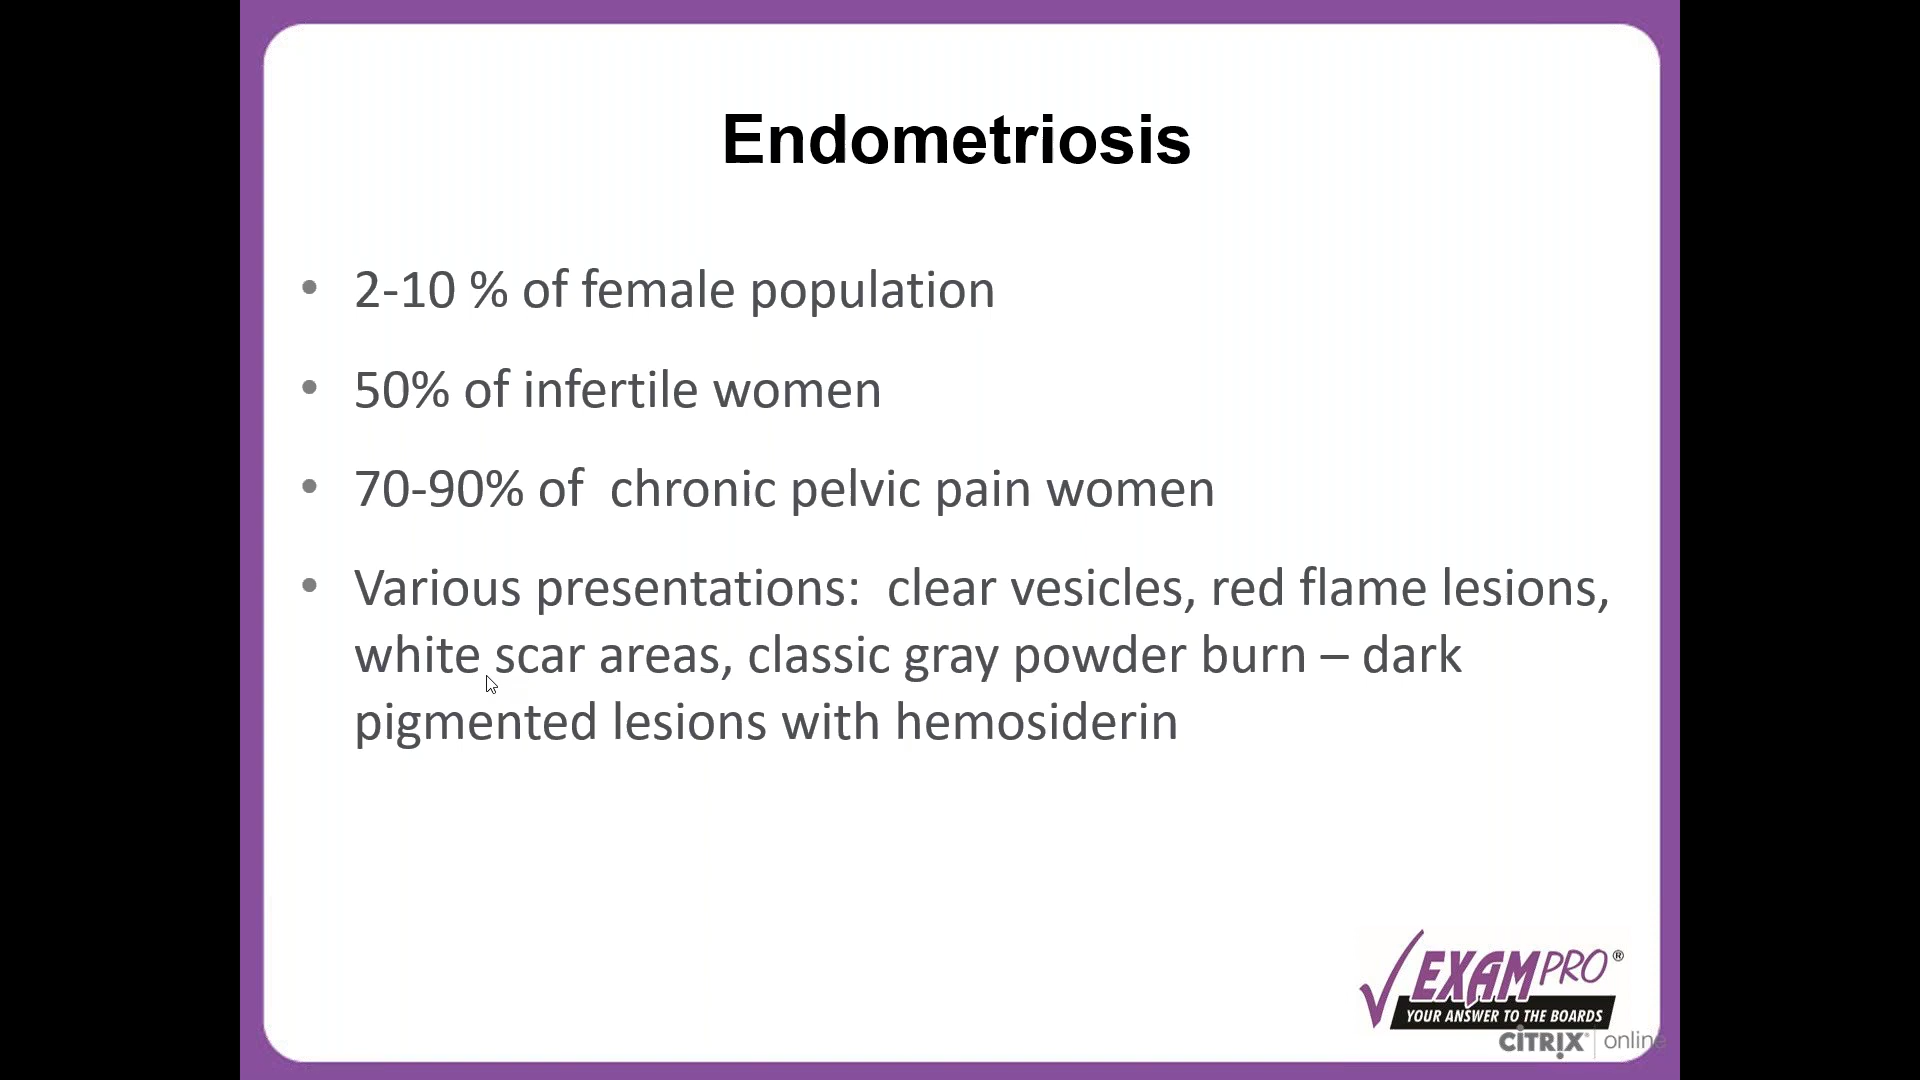 Endometriosis
• 2-10 % of female population
• 50% of infertile women
• 70-90% of  chronic pelvic pain women
• Various presentations:  clear vesicles, red flame lesions,
white scar areas, classic gray powder burn – dark
pigmented lesions with hemosiderin
EXAMPRO®
YOUR ANSWER TO THE BOARDS
CiTRIX® online